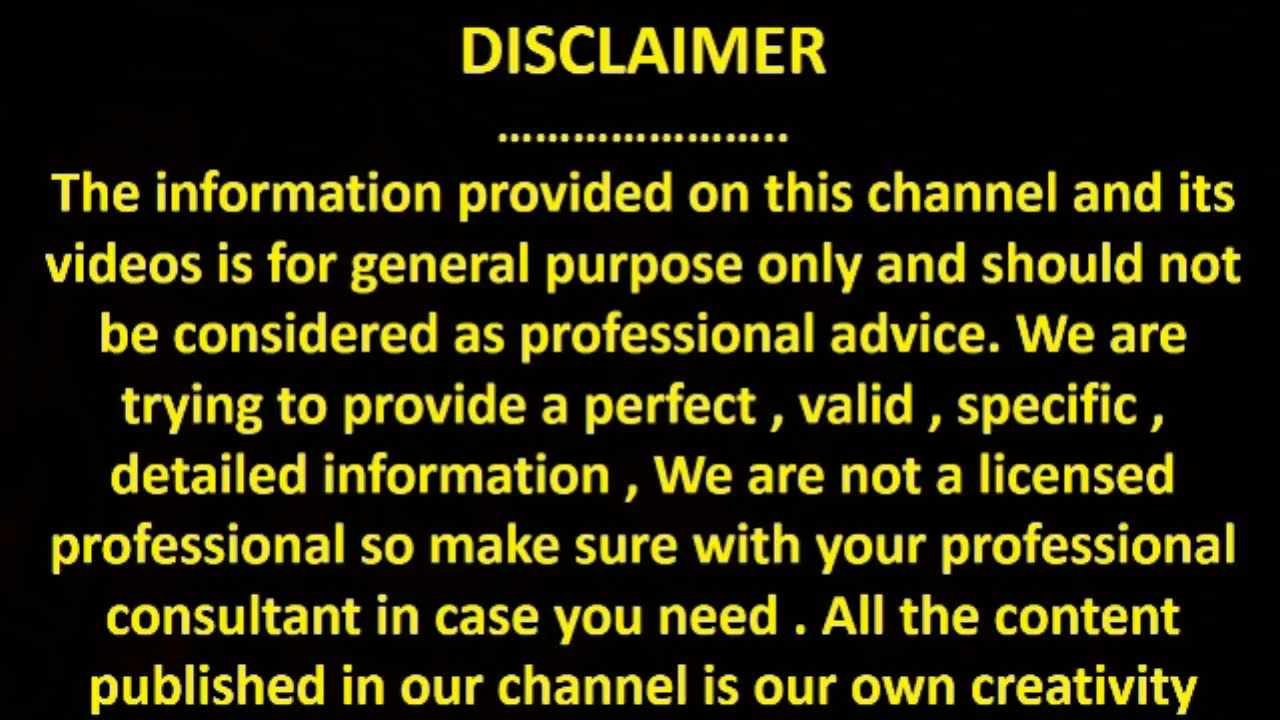 DISCLAIMER
........................
The information provided on this channel and its
videos is for general purpose only and should not
be considered as professional advice. We are
trying to provide a perfect , valid , specific ,
detailed information , We are not a licensed
professional so make sure with your professional
consultant in case you need . All the content
published in our channel is our own creativity